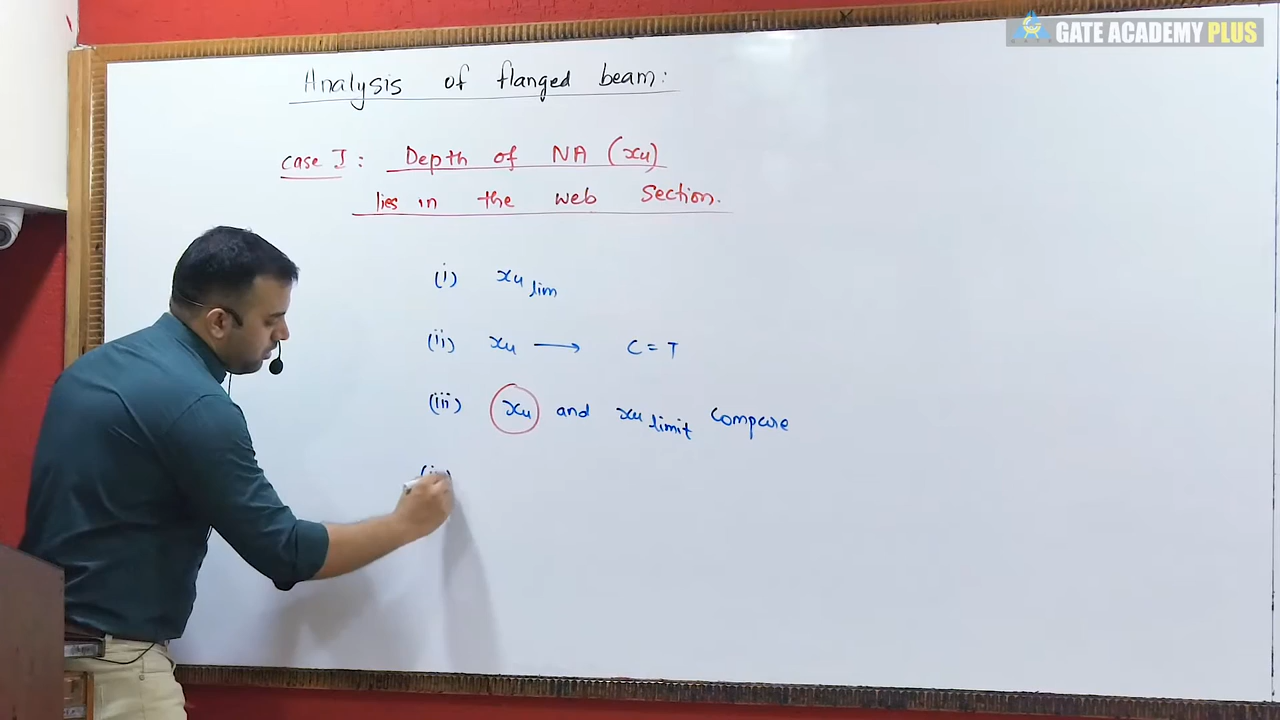 GATE ACADEMY PLUS
Analysis of flanged beam:
Case I: Depth of NA (xu)
lies in the web Section.
(i) xu lim
(ii) xu → C = T
(iii) xu and xu limit Compare